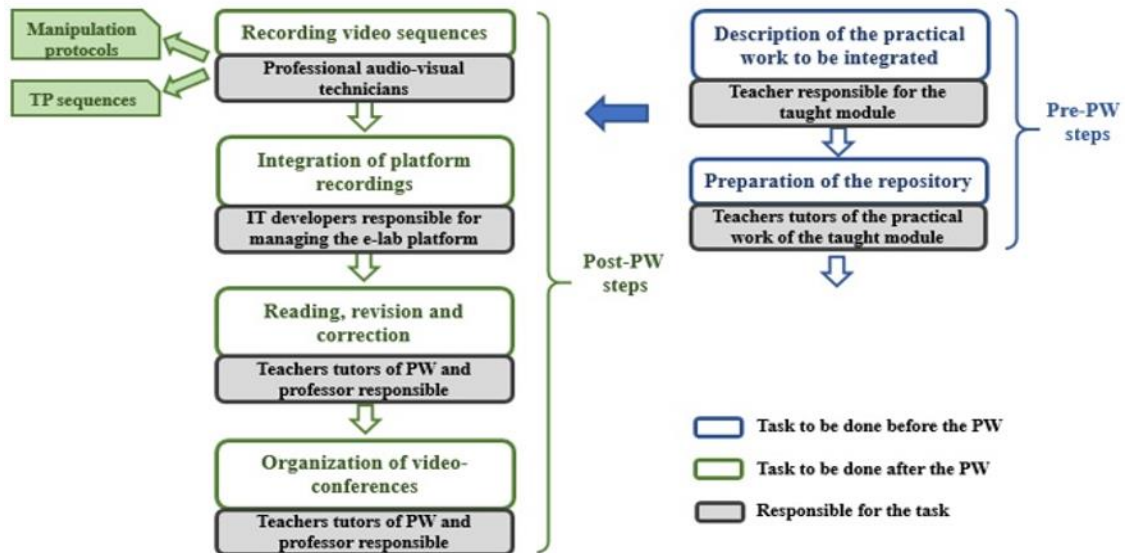 Manipulation
protocols
TP sequences
Recording video sequences
Professional audio-visual
technicians
Integration of platform
recordings
IT developers responsible for
managing the e-lab platform
Reading, revision and
correction
Teachers tutors of PW and
professor responsible
Organization of video-
conferences
Teachers tutors of PW and
professor responsible
Post-PW
steps
Description of the practical
work to be integrated
Teacher responsible for the
taught module
Preparation of the repository
Teachers tutors of the practical
work of the taught module
Pre-PW
steps
Task to be done before the PW
Task to be done after the PW
Responsible for the task